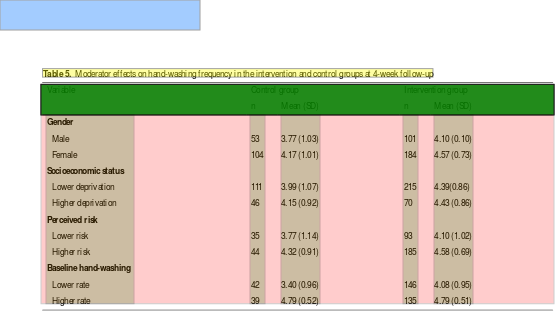 Table 5. Moderator effects on hand-washing frequency in the intervention and control groups at 4-week follow-up
Variable Control group Intervention group
n Mean (SD) n Mean (SD)
Gender
Male 53 3.77 (1.03) 101 4.10 (0.10)
Female 104 4.17 (1.01) 184 4.57 (0.73)
Socioeconomic status
Lower deprivation 111 3.99 (1.07) 215 4.39(0.86)
Higher deprivation 46 4.15 (0.92) 70 4.43 (0.86)
Perceived risk
Lower risk 35 3.77 (1.14) 93 4.10 (1.02)
Higher risk 44 4.32 (0.91) 185 4.58 (0.69)
Baseline hand-washing
Lower rate 42 3.40 (0.96) 146 4.08 (0.95)
Higher rate 39 4.79 (0.52) 135 4.79 (0.51)